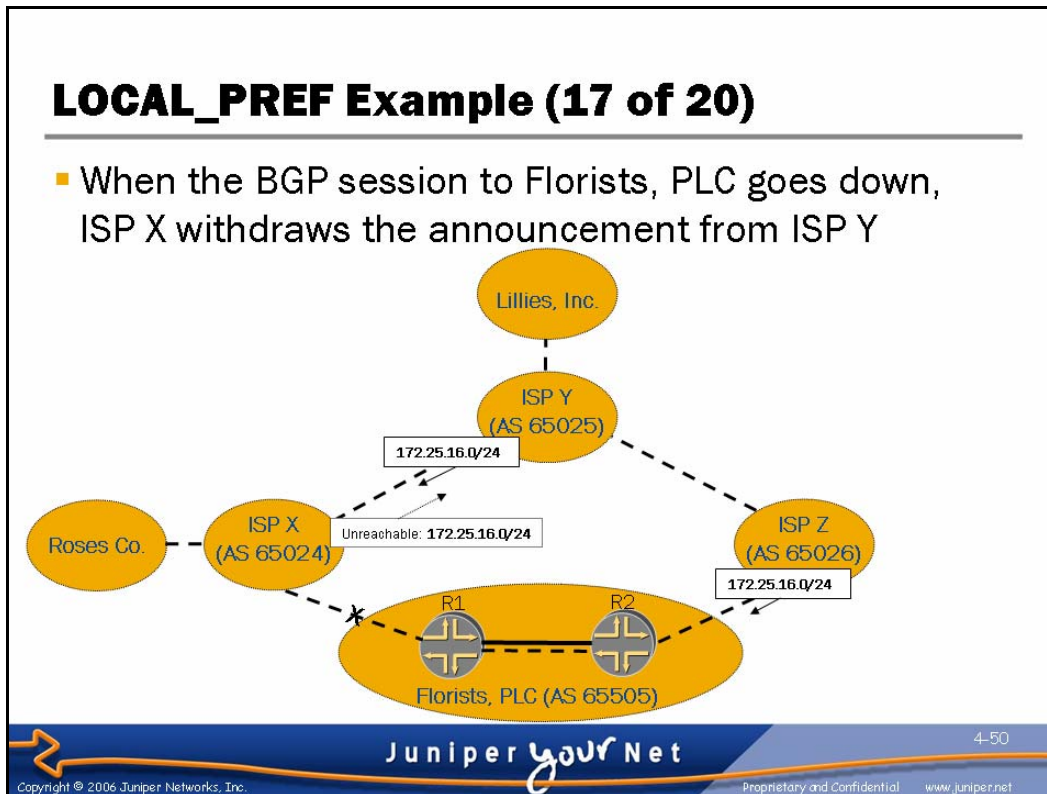 LOCAL_PREF Example (17 of 20)
When the BGP session to Florists, PLC goes down,
ISP X withdraws the announcement from ISP Y
Lillies, Inc.
ISP Y
(AS 65025)
172.25.16.0/24
Unreachable: 172.25.16.0/24
Roses Co.
ISP X
(AS 65024)
ISP Z
(AS 65026)
172.25.16.0/24
X
R1
R2
Florists, PLC (AS 65505)
Juniper your Net
4-50
Copyright © 2006 Juniper Networks, Inc.
Proprietary and Confidential
www.juniper.net